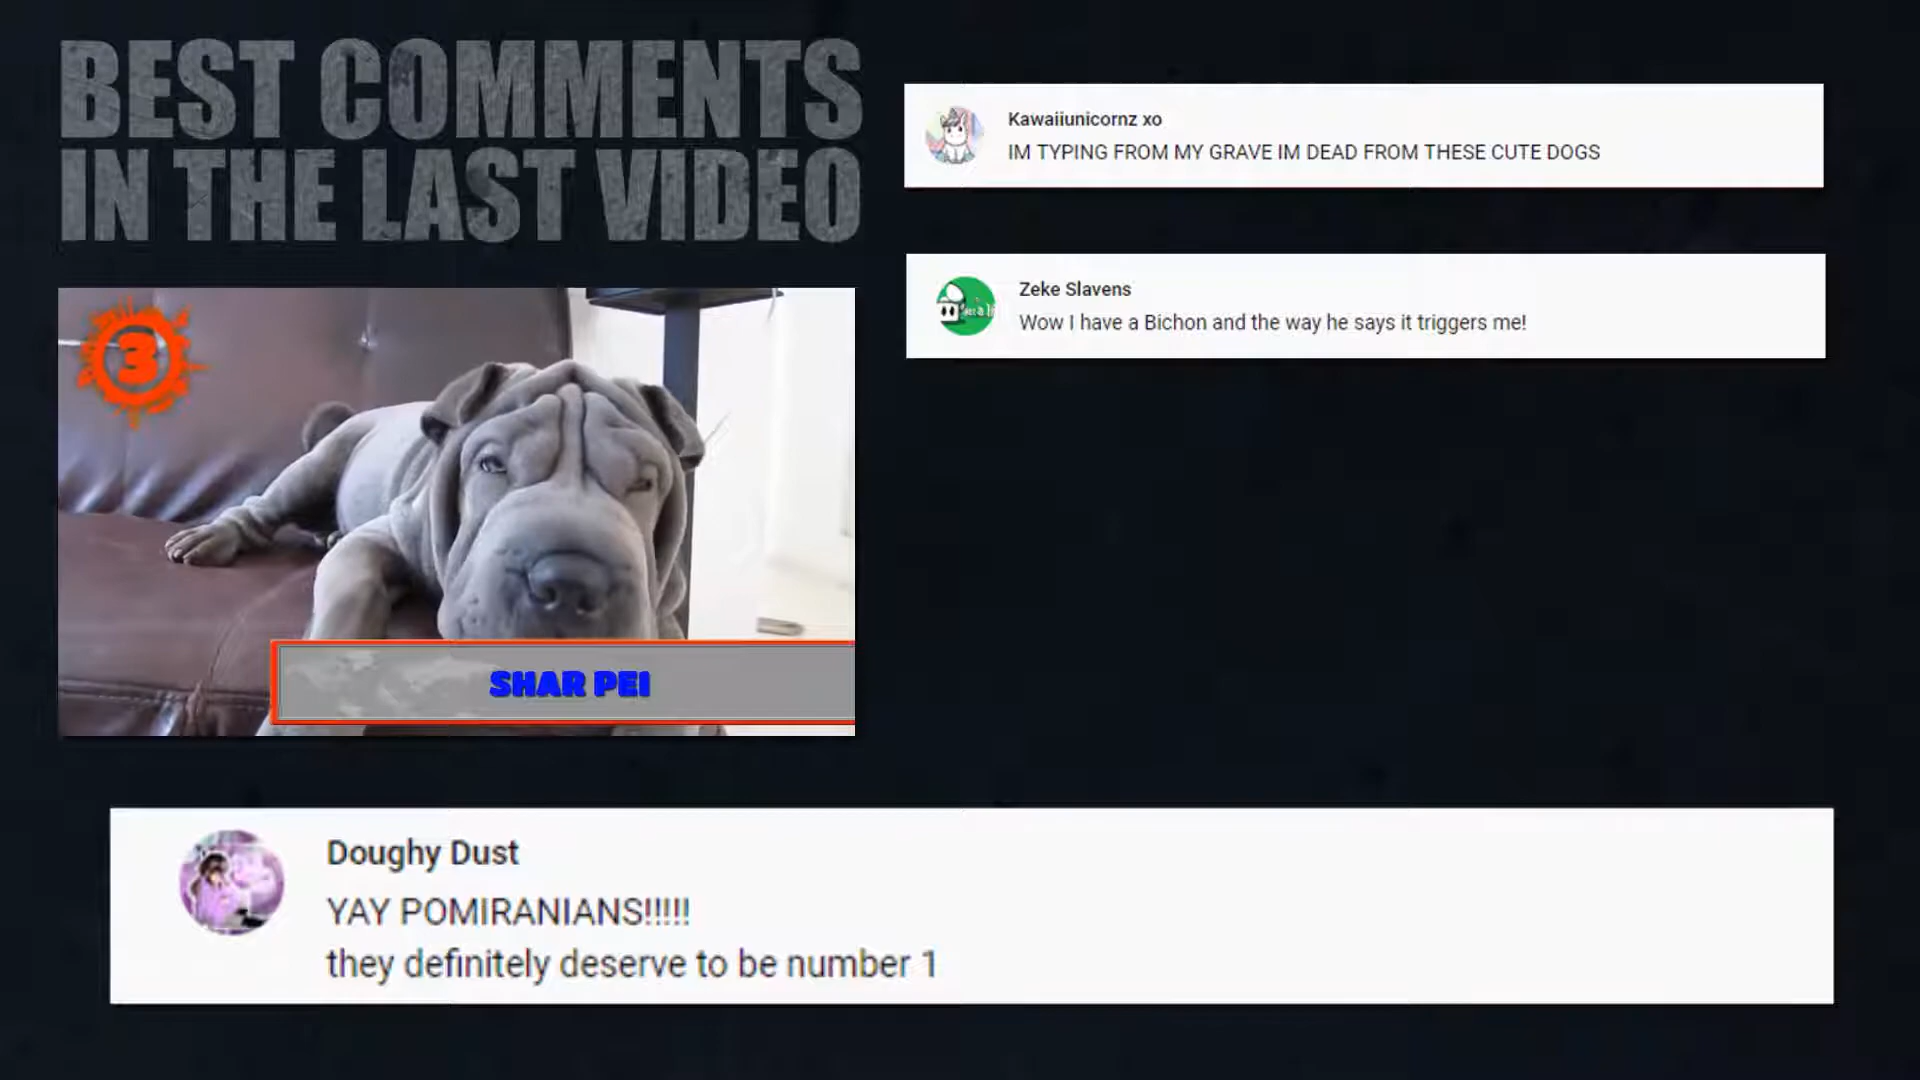 BEST COMMENTS
IN THE LAST VIDEO
Kawaiiunicornz xo
IM TYPING FROM MY GRAVE IM DEAD FROM THESE CUTE DOGS
Zeke Slavens
Wow I have a Bichon and the way he says it triggers me!
3
SHAR PEI
Doughy Dust
YAY POMIRANIANS!!!!!
they definitely deserve to be number 1